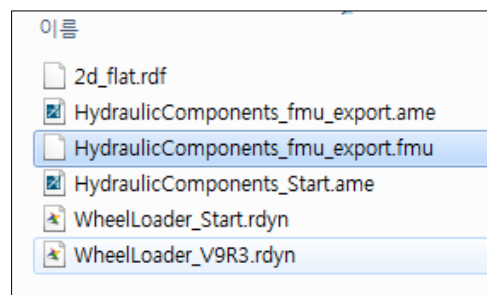 이름
2d_flat.rdf
HydraulicComponents_fmu_export.ame
HydraulicComponents_fmu_export.fmu
HydraulicComponents_Start.ame
WheelLoader_Start.rdyn
WheelLoader_V9R3.rdyn